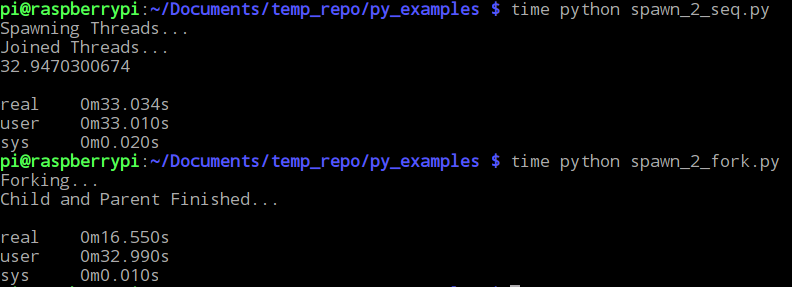 pi@raspberrypi:~/Documents/temp_repo/py_examples $ time python spawn_2_seq.py
Spawning Threads...
Joined Threads...
32.9470300674
real 0m33.034s
user 0m33.010s
sys 0m0.020s
pi@raspberrypi:~/Documents/temp_repo/py_examples $ time python spawn_2_fork.py
Forking...
Child and Parent Finished...
real 0m16.550s
user 0m32.990s
sys 0m0.010s